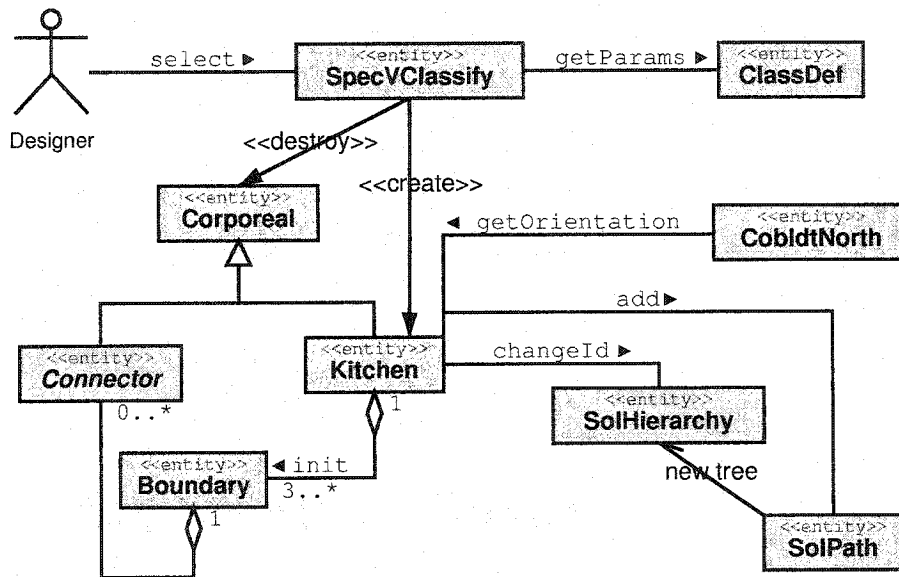 <<entity>>
SpecVClassify
select ►
getParams ►
<<entity>>
ClassDef
Designer
<<destroy>>
<<create>>
<<entity>>
Corporeal
◄ getOrientation
<<entity>>
CobIdtNorth
add►
<<entity>>
Connector
0..*
<<entity>>
Kitchen
1
changeId ►
<<entity>>
SolHierarchy
<<entity>>
Boundary
1
◄init
3..*
new tree
<<entity>>
SolPath